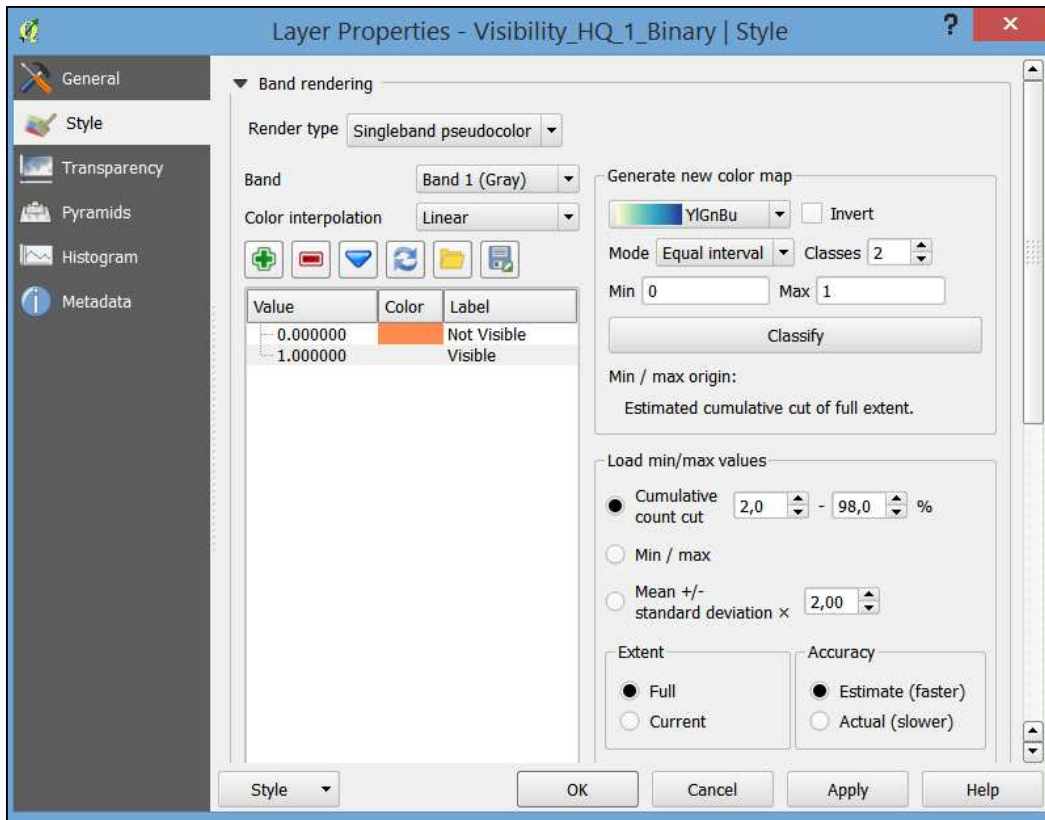 Layer Properties - Visibility_HQ_1_Binary | Style
?
x
General
Style
Transparency
Pyramids
Histogram
Metadata
Band rendering
Render type Singleband pseudocolor
Band Band 1 (Gray)
Color interpolation Linear
Value Color Label
0.000000 Not Visible
1.000000 Visible
Generate new color map
YlGnBu Invert
Mode Equal interval Classes 2
Min 0 Max 1
Classify
Min / max origin:
Estimated cumulative cut of full extent.
Load min/max values
Cumulative
count cut 2,0 - 98,0 %
Min / max
Mean +/-
standard deviation × 2,00
Extent
Full
Current
Accuracy
Estimate (faster)
Actual (slower)
Style OK Cancel Apply Help